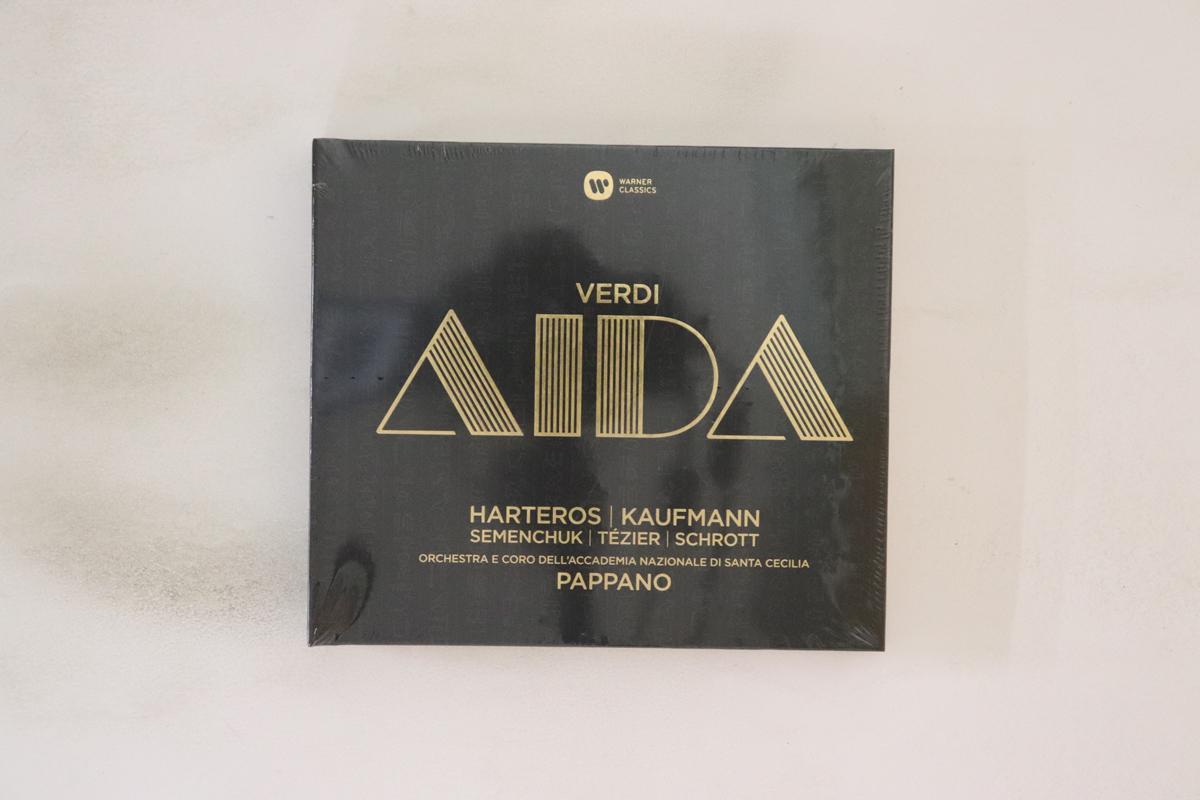 WARNER
CLASSICS
VERDI
AIDA
HARTEROS | KAUFMANN
SEMENCHUK | TÉZIER | SCHROTT
ORCHESTRA E CORO DELL'ACCADEMIA NAZIONALE DI SANTA CECILIA
PAPPANO